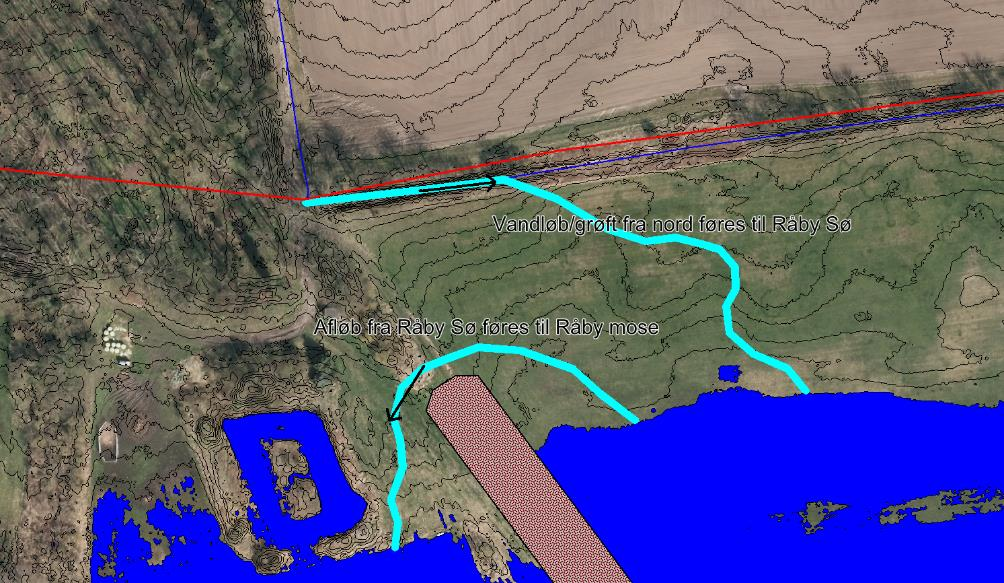 Vandløb/grøft fra nord føres til Råby Sø
Afløb fra Råby Sø føres til Råby mose